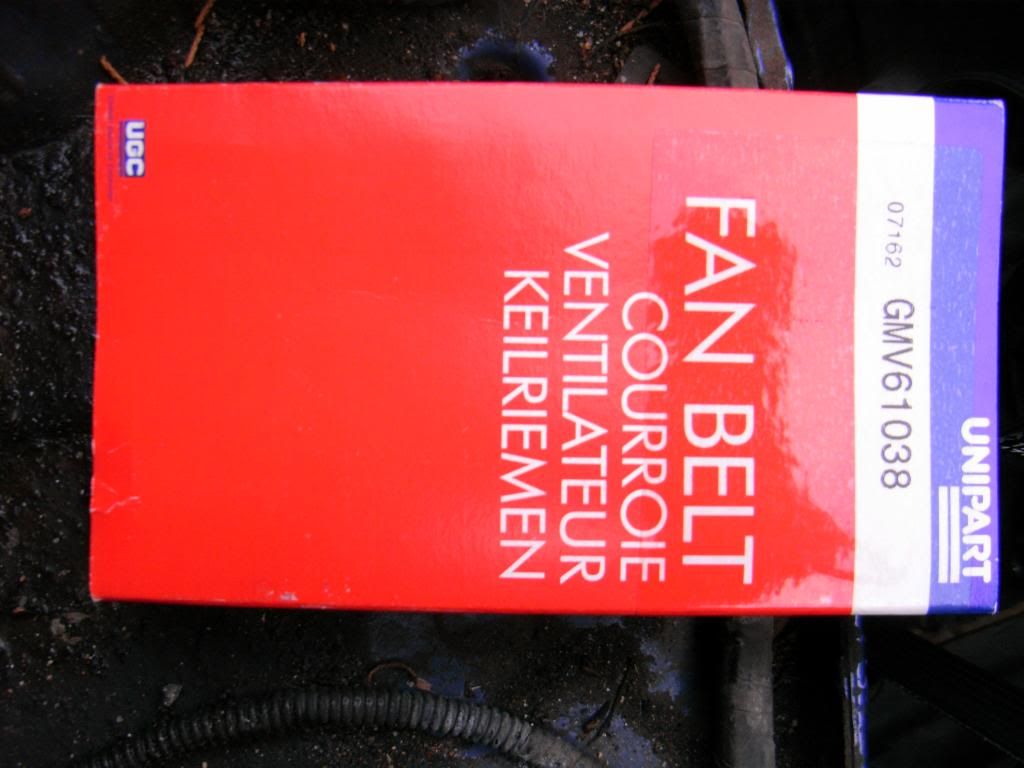 UNIPART
07162 GMV61038
FAN BELT
COURROIE
VENTILATEUR
KEILRIEMEN
UGC